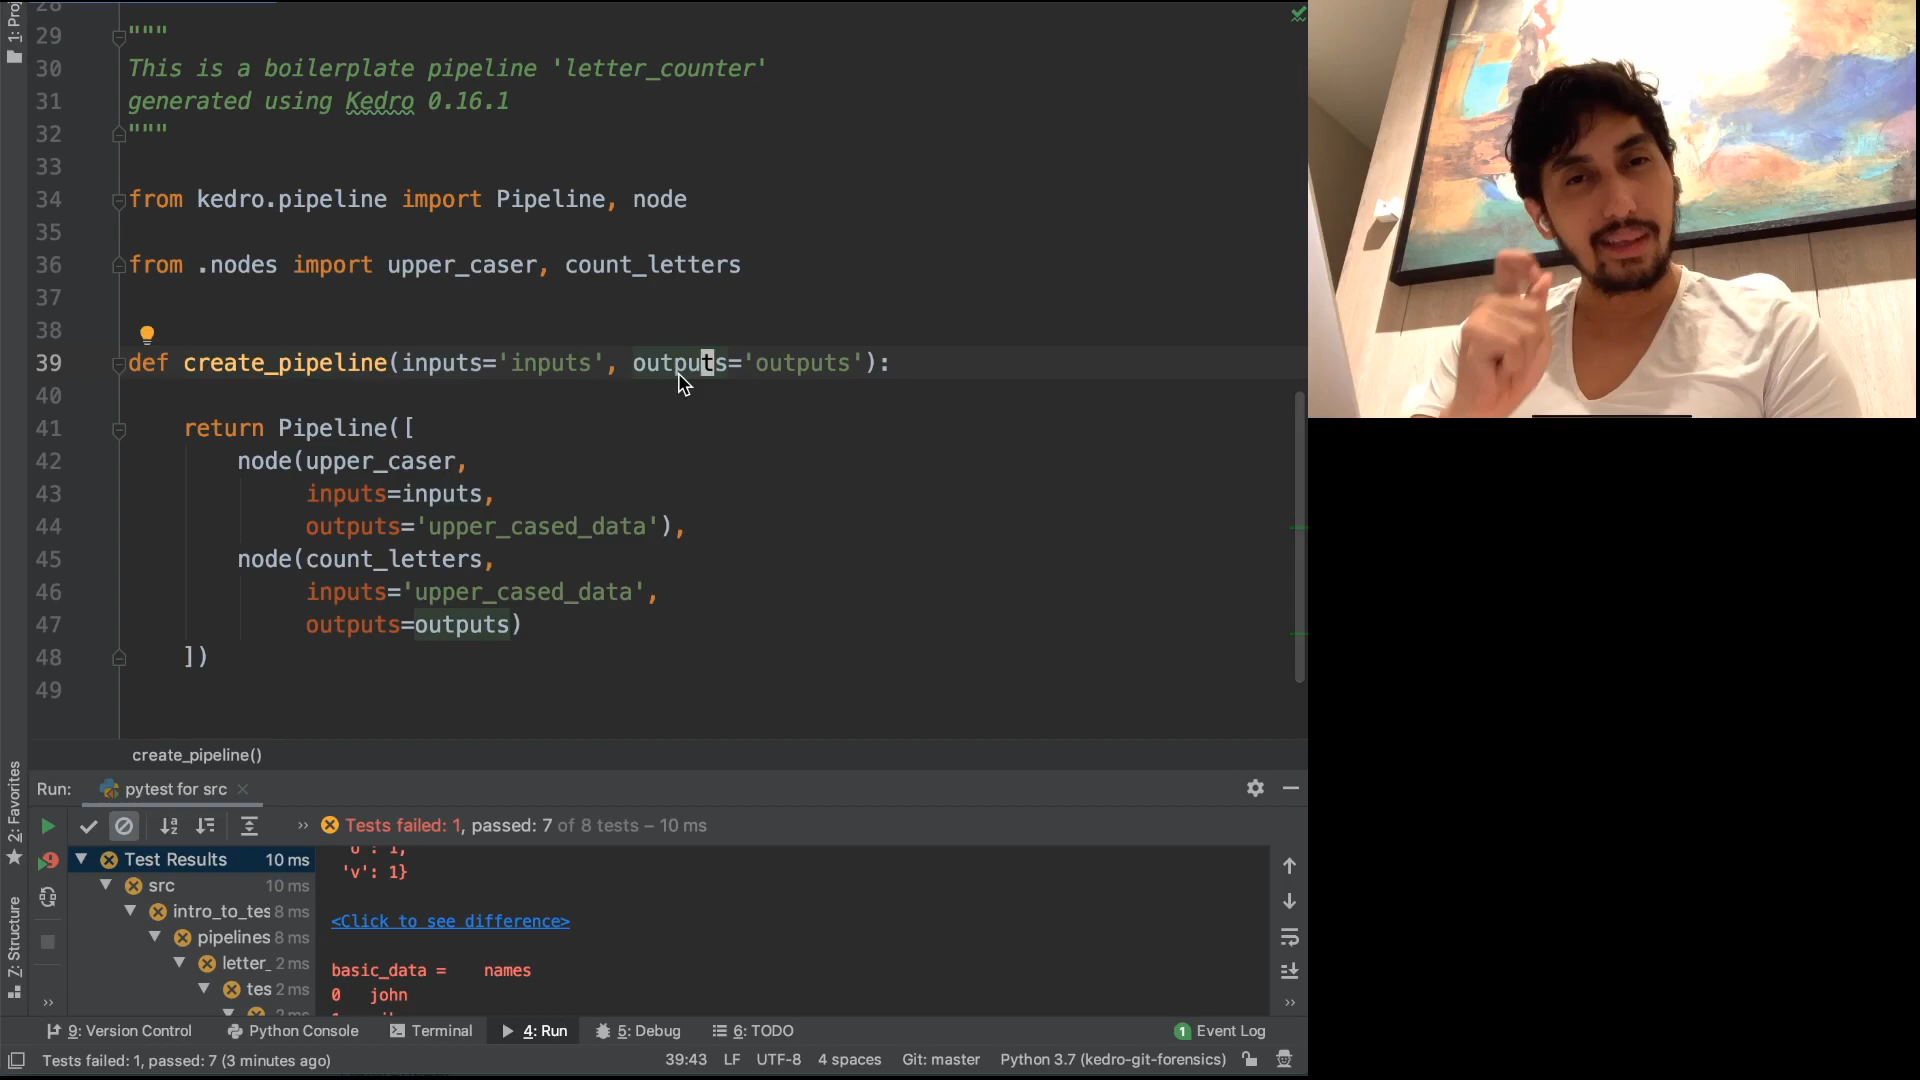 1: Proj
28
29 """
30 This is a boilerplate pipeline 'letter_counter'
31 generated using Kedro 0.16.1
32 """
33
34 from kedro.pipeline import Pipeline, node
35
36 from .nodes import upper_caser, count_letters
37
38
39 def create_pipeline(inputs='inputs', outputs='outputs'):
40
41 return Pipeline([
42 node(upper_caser,
43 inputs=inputs,
44 outputs='upper_cased_data'),
45 node(count_letters,
46 inputs='upper_cased_data',
47 outputs=outputs)
48 ])
49
create_pipeline()
2: Favorites
Z: Structure
Run: pytest for src
Tests failed: 1, passed: 7 of 8 tests – 10 ms
Test Results 10 ms
src 10 ms
intro_to_tes 8 ms
pipelines 8 ms
letter_ 2 ms
tes 2 ms
2 ms
'v': 1}
<Click to see difference>
basic_data = names
0 john
9: Version Control Python Console Terminal 4: Run 5: Debug 6: TODO 1 Event Log
Tests failed: 1, passed: 7 (3 minutes ago) 39:43 LF UTF-8 4 spaces Git: master Python 3.7 (kedro-git-forensics)